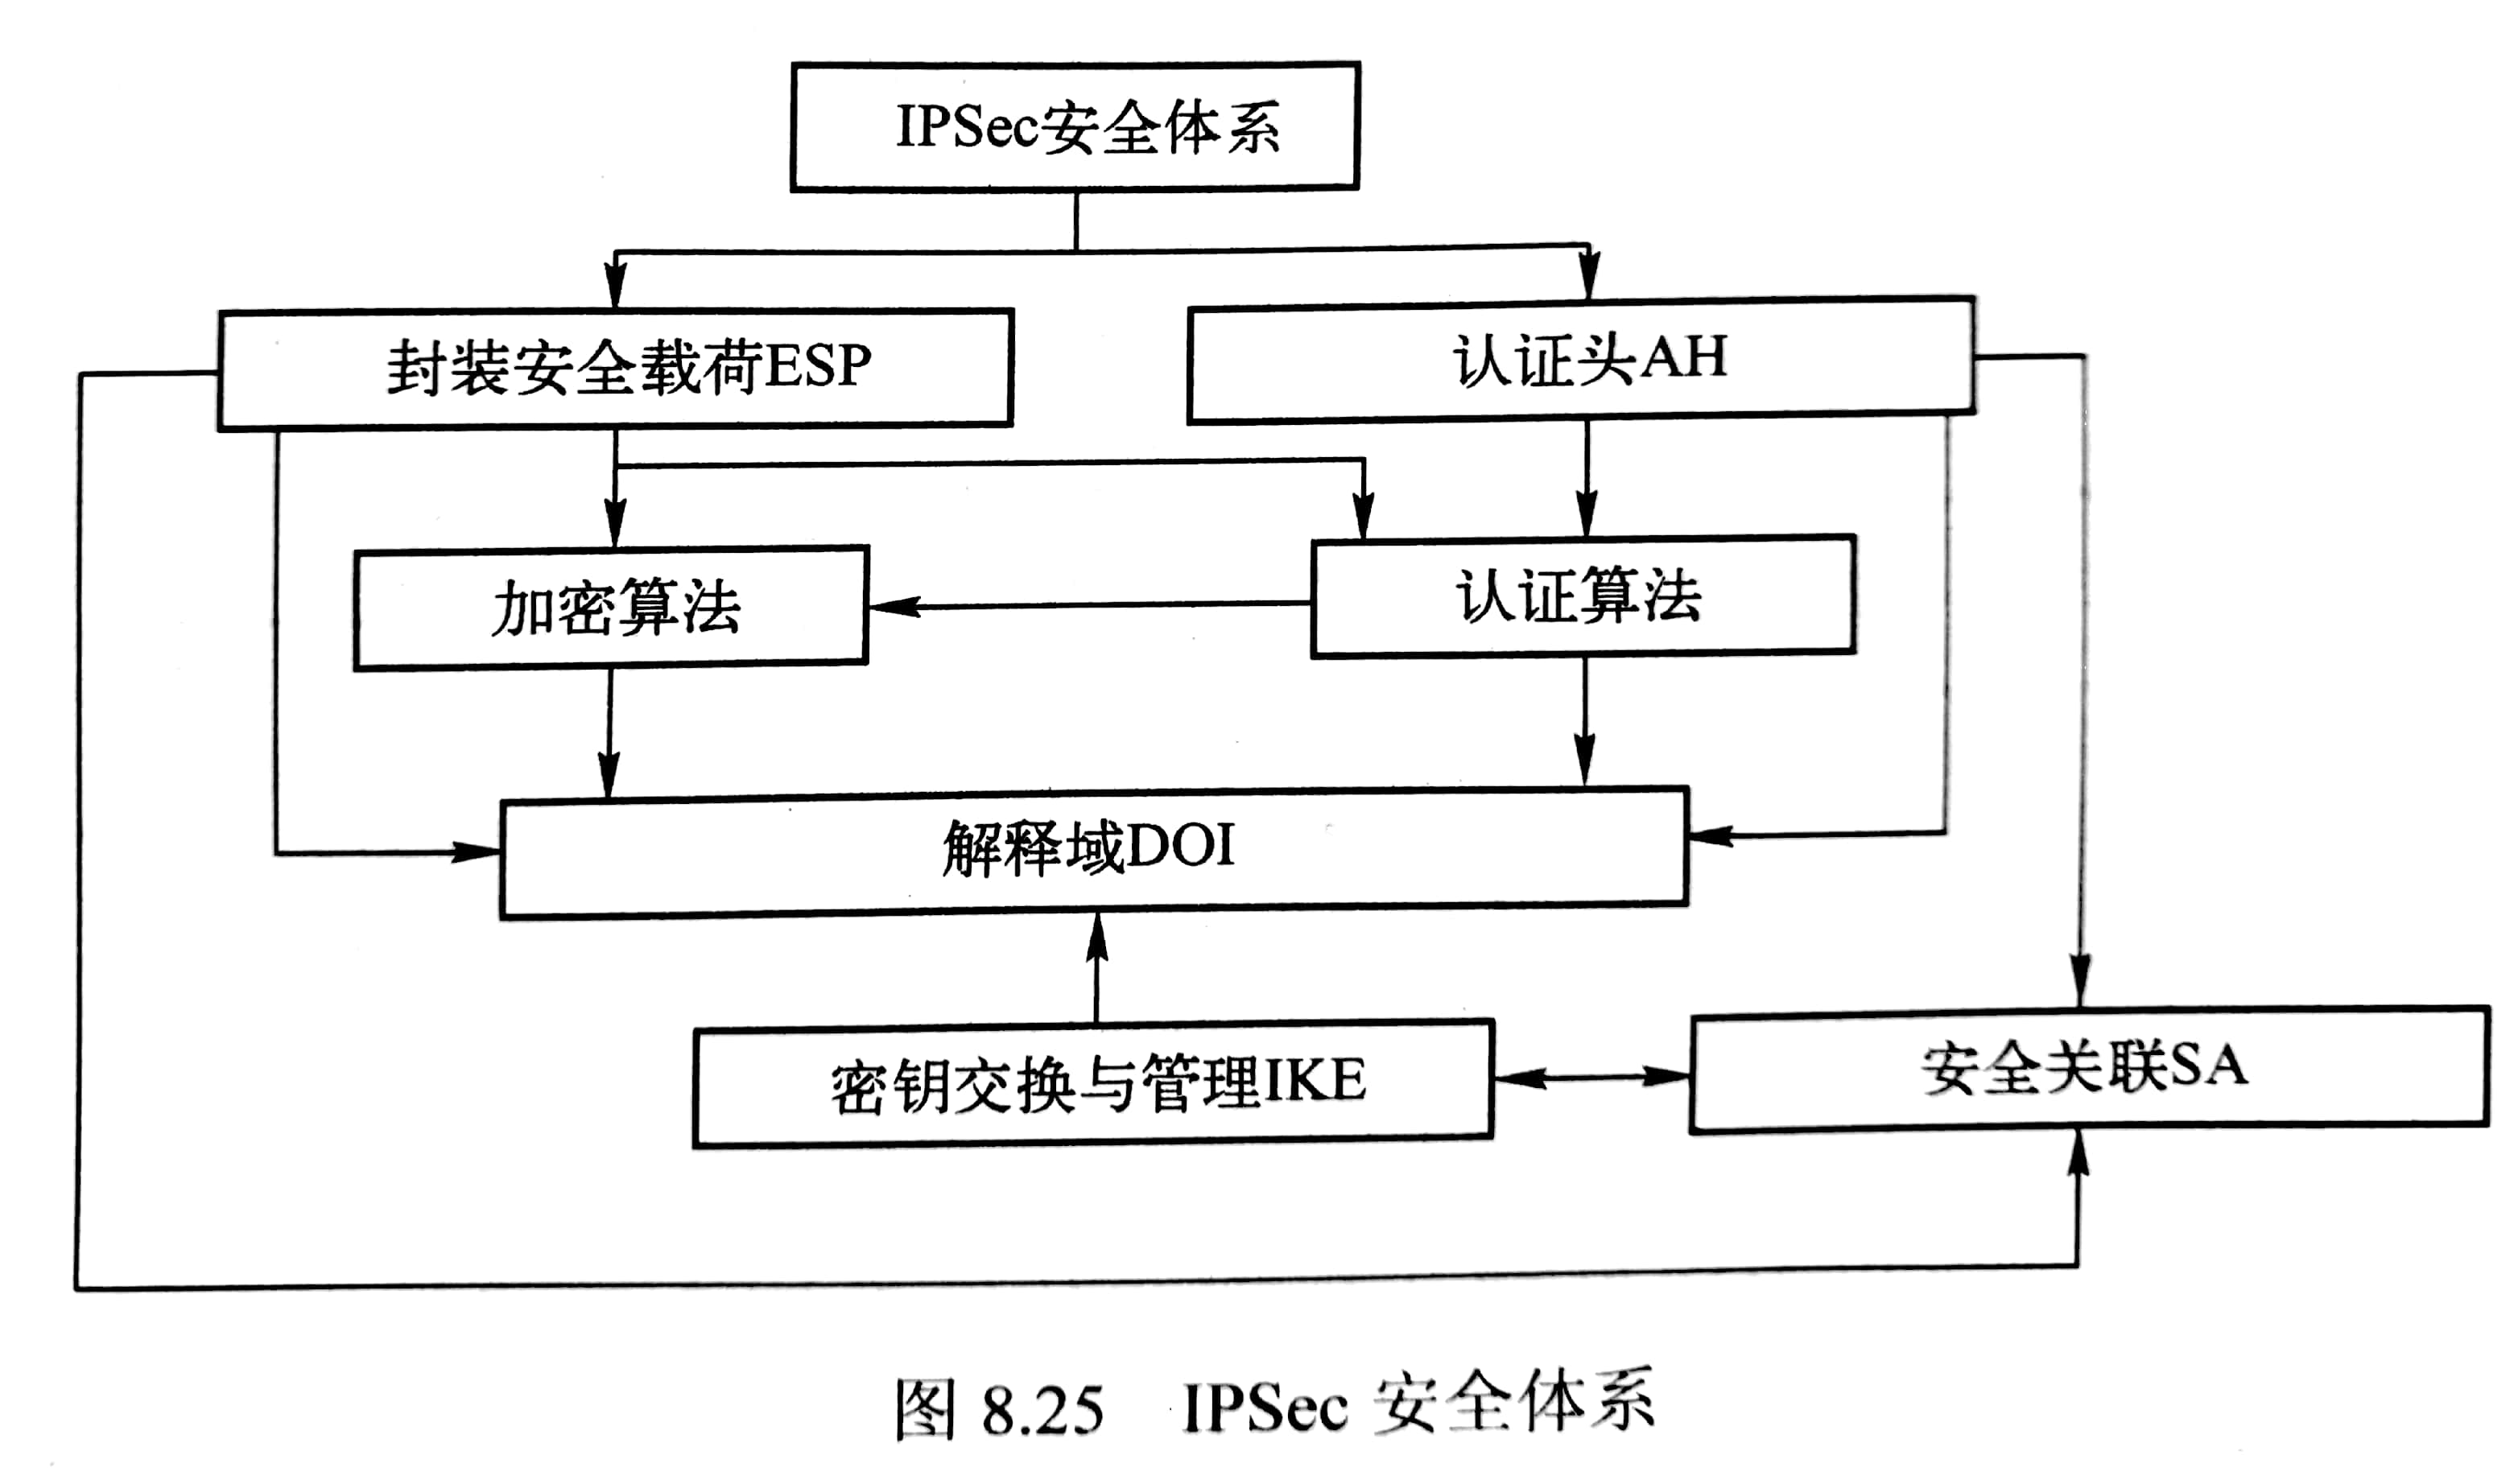 IPSec安全体系
封装安全载荷ESP
认证头AH
加密算法
认证算法
解释域DOI
密钥交换与管理IKE
安全关联SA
图 8.25 IPSec 安全体系